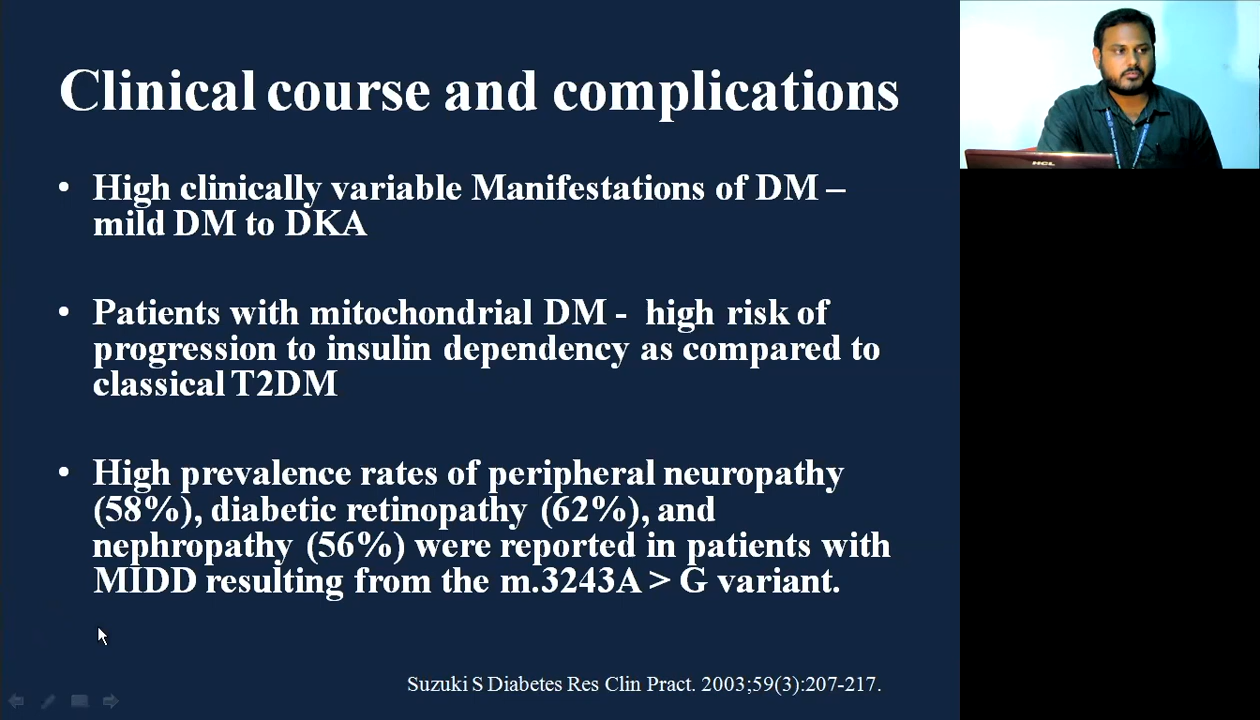 Clinical course and complications
• High clinically variable Manifestations of DM –
mild DM to DKA
• Patients with mitochondrial DM - high risk of
progression to insulin dependency as compared to
classical T2DM
• High prevalence rates of peripheral neuropathy
(58%), diabetic retinopathy (62%), and
nephropathy (56%) were reported in patients with
MIDD resulting from the m.3243A > G variant.
Suzuki S Diabetes Res Clin Pract. 2003;59(3):207-217.
HCL